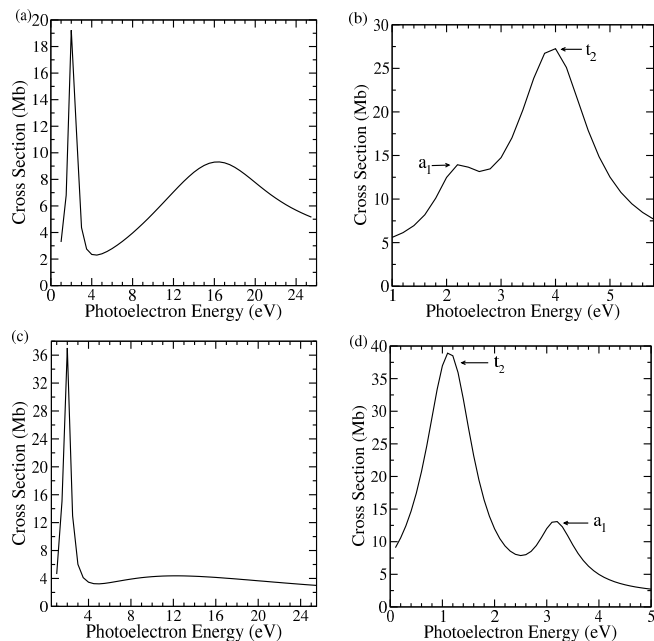 (a)
20
18
16
14
12
10
8
6
4
2
0
0 4 8 12 16 20 24
Cross Section (Mb)
Photoelectron Energy (eV)
(b)
30
25
20
15
10
5
0
1 2 3 4 5
Cross Section (Mb)
Photoelectron Energy (eV)
t2
a1
(c)
36
32
28
24
20
16
12
8
4
0
4 8 12 16 20 24
Cross Section (Mb)
Photoelectron Energy (eV)
(d)
40
35
30
25
20
15
10
5
0
0 1 2 3 4 5
Cross Section (Mb)
Photoelectron Energy (eV)
t2
a1